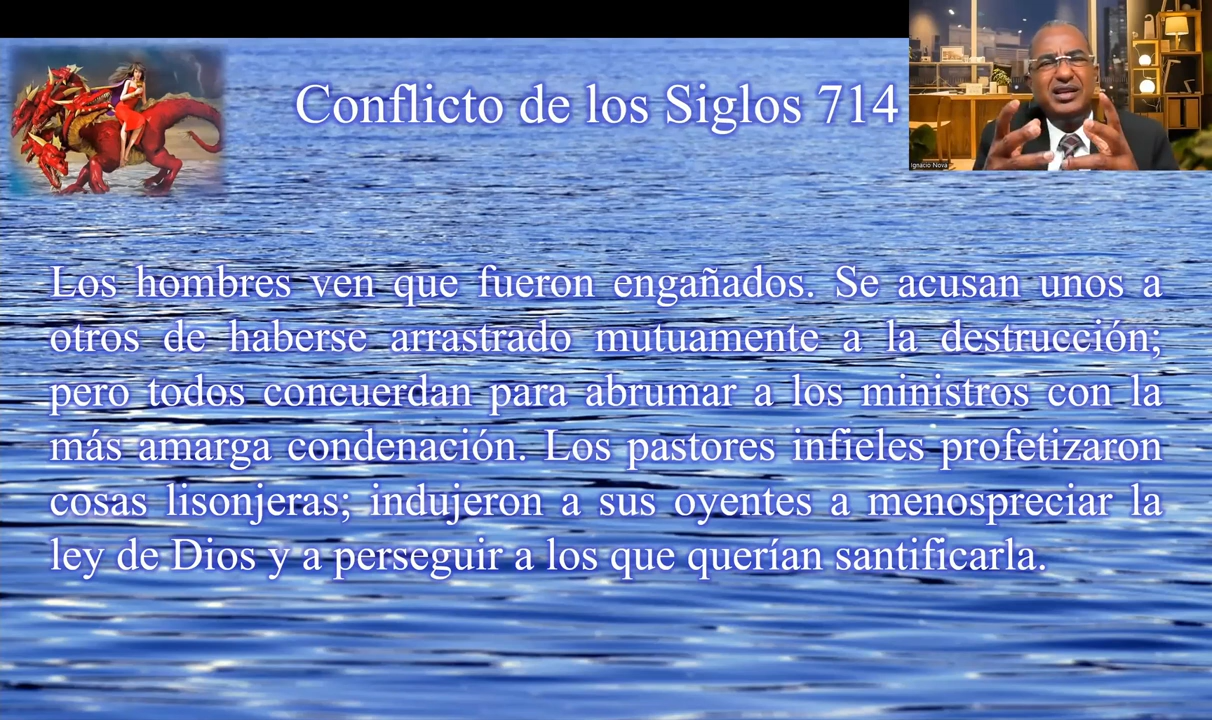 Conflicto de los Siglos 714
Ignacio Nova
Los hombres ven que fueron engañados. Se acusan unos a
otros de haberse arrastrado mutuamente a la destrucción;
pero todos concuerdan para abrumar a los ministros con la
más amarga condenación. Los pastores infieles profetizaron
cosas lisonjeras; indujeron a sus oyentes a menospreciar la
ley de Dios y a perseguir a los que querían santificarla.